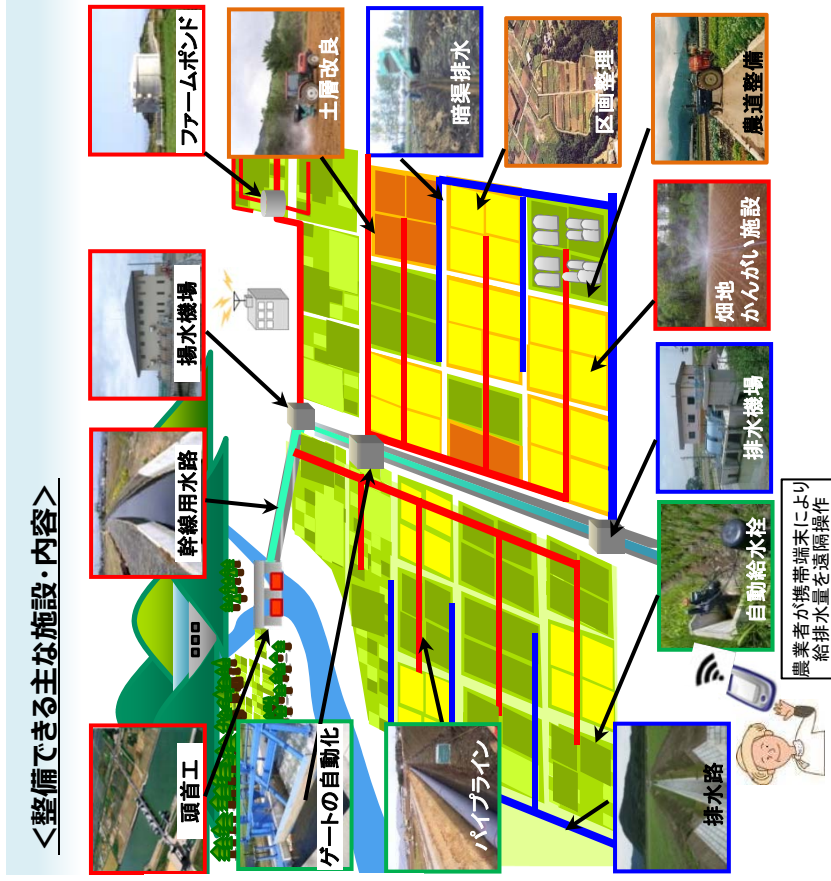 ＜整備できる主な施設・内容＞
頭首工
幹線用水路
揚水機場
ファームポンド
ゲートの自動化
土層改良
パイプライン
暗渠排水
区画整理
排水路
自動給水栓
排水機場
畑地
かんがい施設
農道整備
農業者が携帯端末により
給排水量を遠隔操作